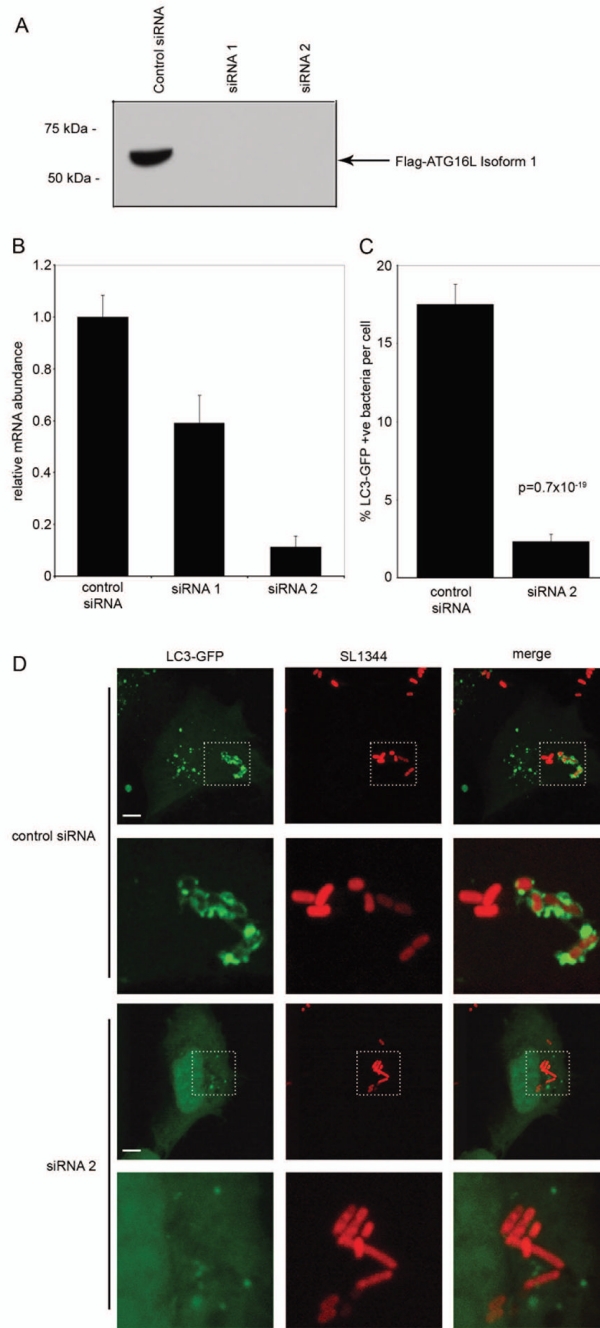 A
Control siRNA
siRNA 1
siRNA 2
75 kDa -
50 kDa -
Flag-ATG16L Isoform 1
B
relative mRNA abundance
1.2
1.0
0.8
0.6
0.4
0.2
0
control
siRNA
siRNA 1
siRNA 2
C
% LC3-GFP +ve bacteria per cell
20
15
10
5
0
p=0.7x10⁻¹⁹
control
siRNA
siRNA 2
D
LC3-GFP
SL1344
merge
control siRNA
siRNA 2